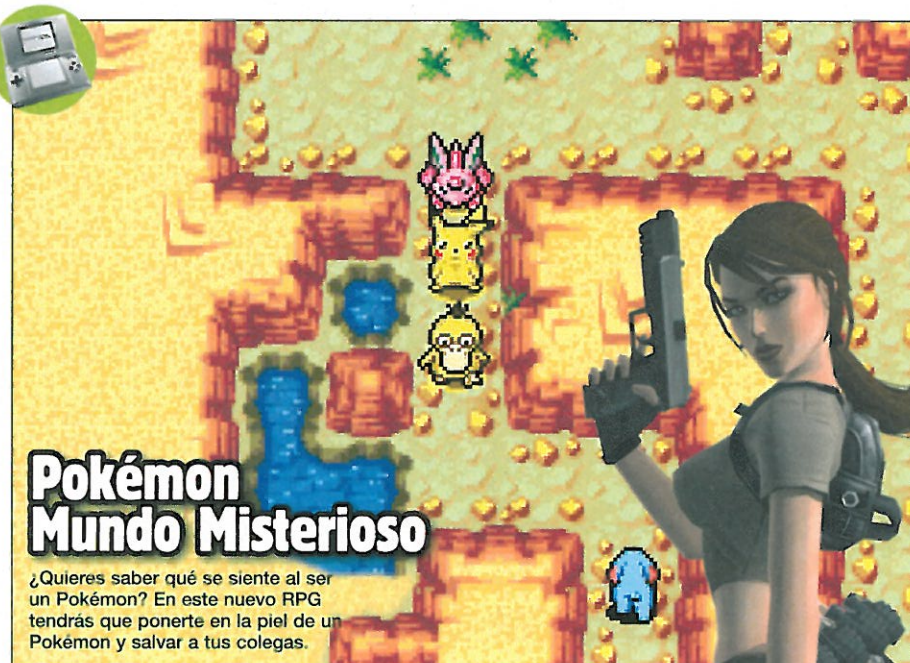 Pokémon
Mundo Misterioso
¿Quieres saber qué se siente al ser
un Pokémon? En este nuevo RPG
tendrás que ponerte en la piel de un
Pokémon y salvar a tus colegas.